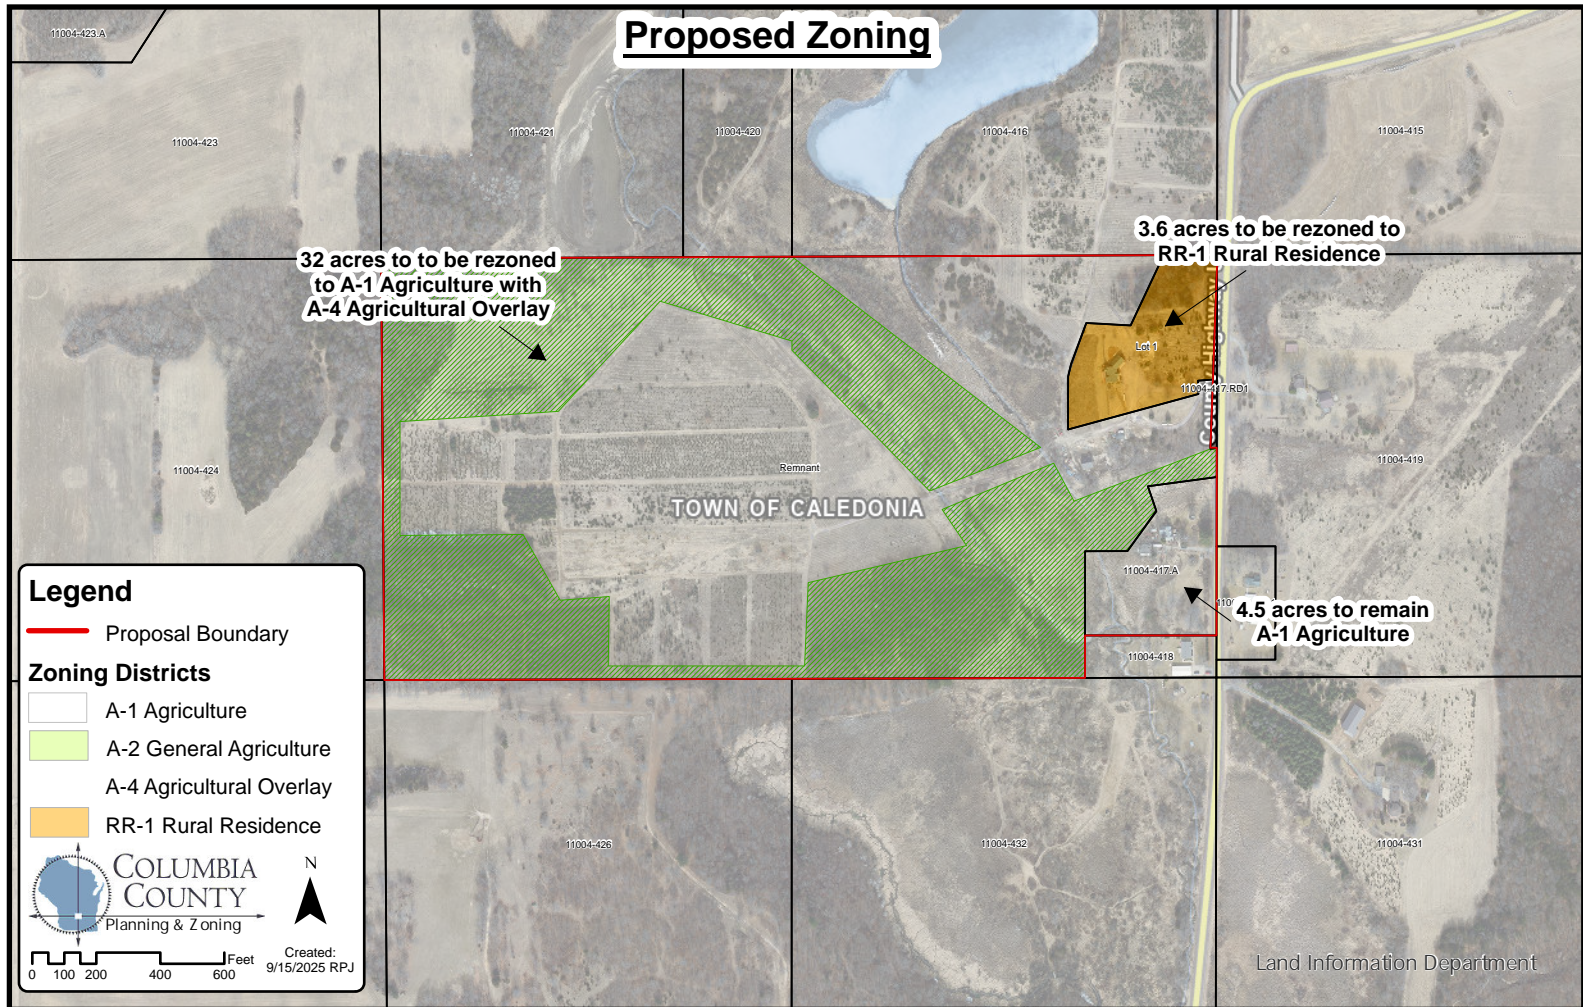 Proposed Zoning
11004-423.A
11004-423
11004-421
11004-420
11004-416
11004-415
32 acres to to be rezoned
to A-1 Agriculture with
A-4 Agricultural Overlay
3.6 acres to be rezoned to
RR-1 Rural Residence
Lot 1
11004-417.RD1
County Highway
11004-424
Remnant
11004-419
TOWN OF CALEDONIA
11004-417.A
4.5 acres to remain
A-1 Agriculture
11004-418
11004-426
11004-432
11004-431
Legend
Proposal Boundary
Zoning Districts
A-1 Agriculture
A-2 General Agriculture
A-4 Agricultural Overlay
RR-1 Rural Residence
COLUMBIA
COUNTY
Planning & Zoning
N
Created:
9/15/2025 RPJ
Feet
0 100 200 400 600
Land Information Department